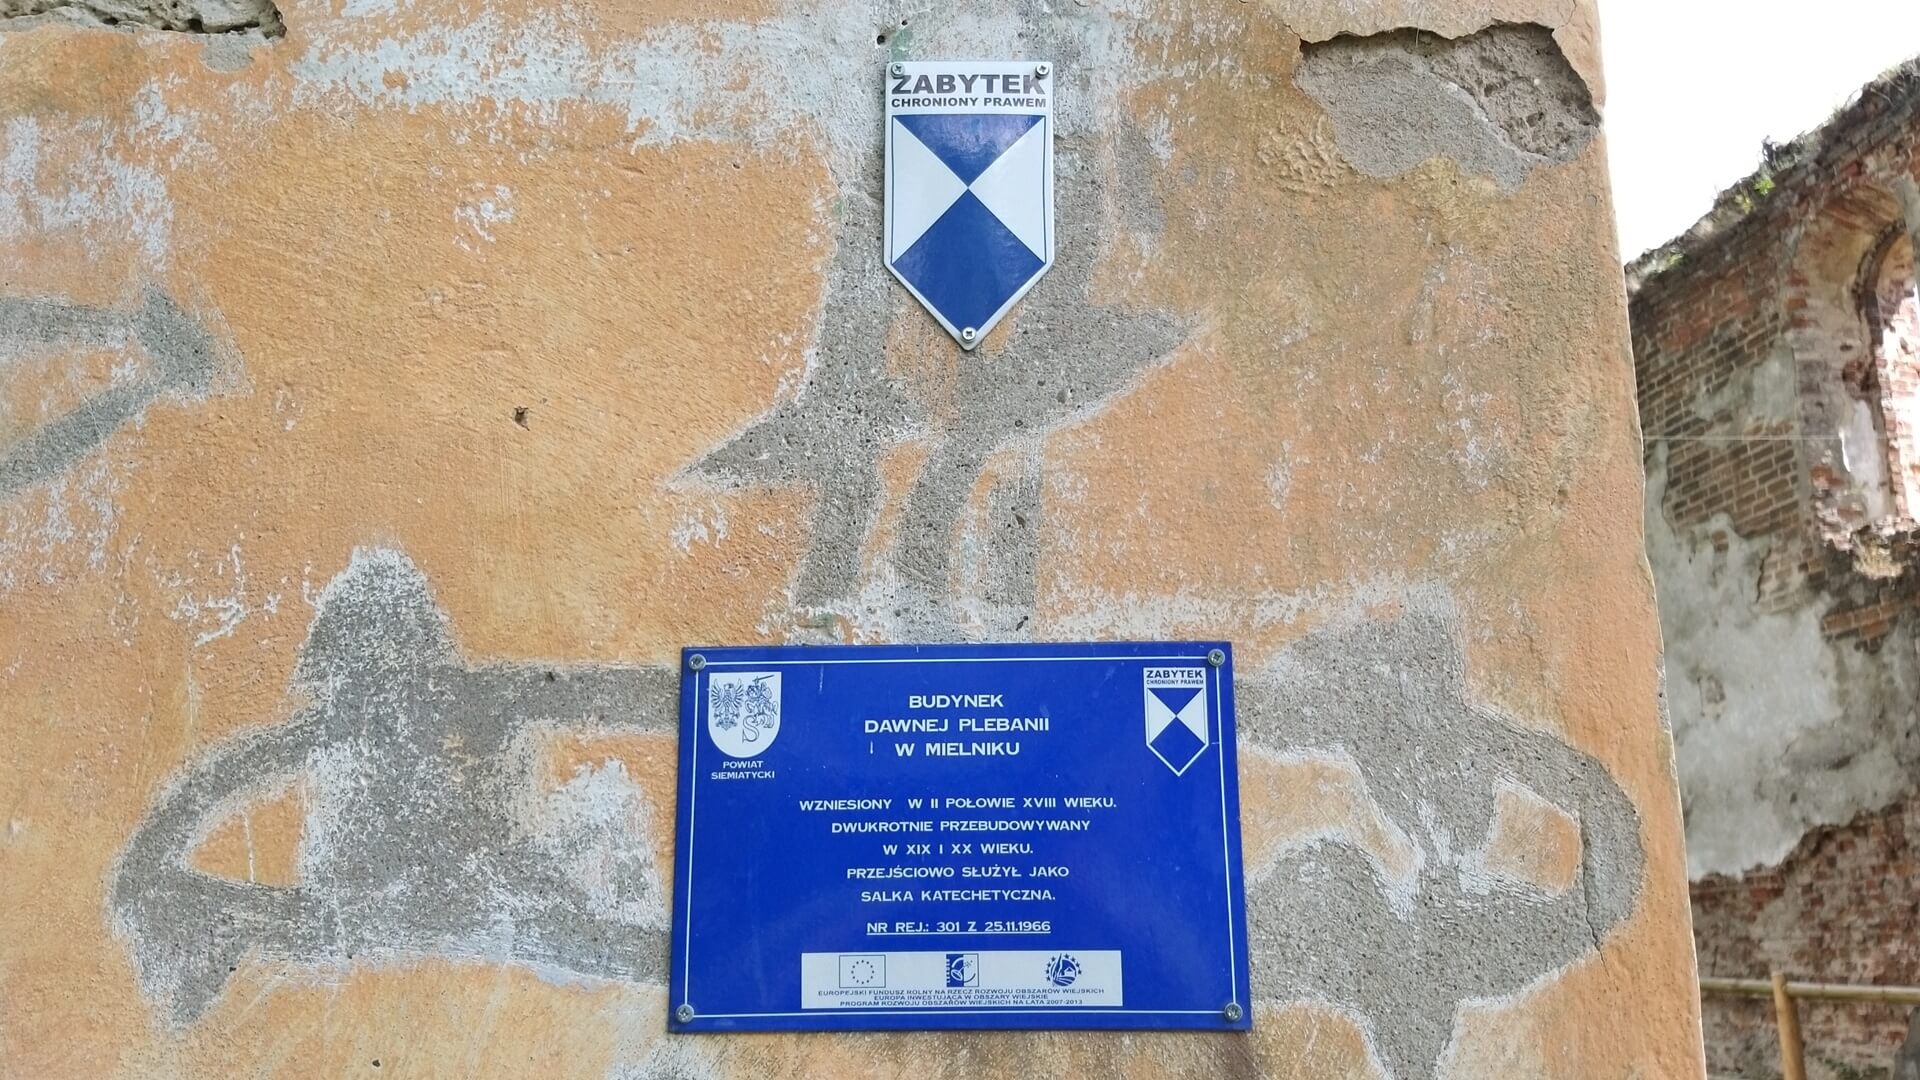 ZABYTEK
CHRONIONY PRAWEM
POWIAT
SIEMIATYCKI
ZABYTEK
CHRONIONY PRAWEM
BUDYNEK
DAWNEJ PLEBANII
W MIELNIKU
WZNIESIONY W II POŁOWIE XVIII WIEKU.
DWUKROTNIE PRZEBUDOWYWANY
W XIX I XX WIEKU.
PRZEJŚCIOWO SŁUŻYŁ JAKO
SALKA KATECHETYCZNA.
NR REJ.: 301 Z 25.11.1966
EUROPEJSKI FUNDUSZ ROLNY NA RZECZ ROZWOJU OBSZARÓW WIEJSKICH
EUROPA INWESTUJĄCA W OBSZARY WIEJSKIE
PROGRAM ROZWOJU OBSZARÓW WIEJSKICH NA LATA 2007-2013